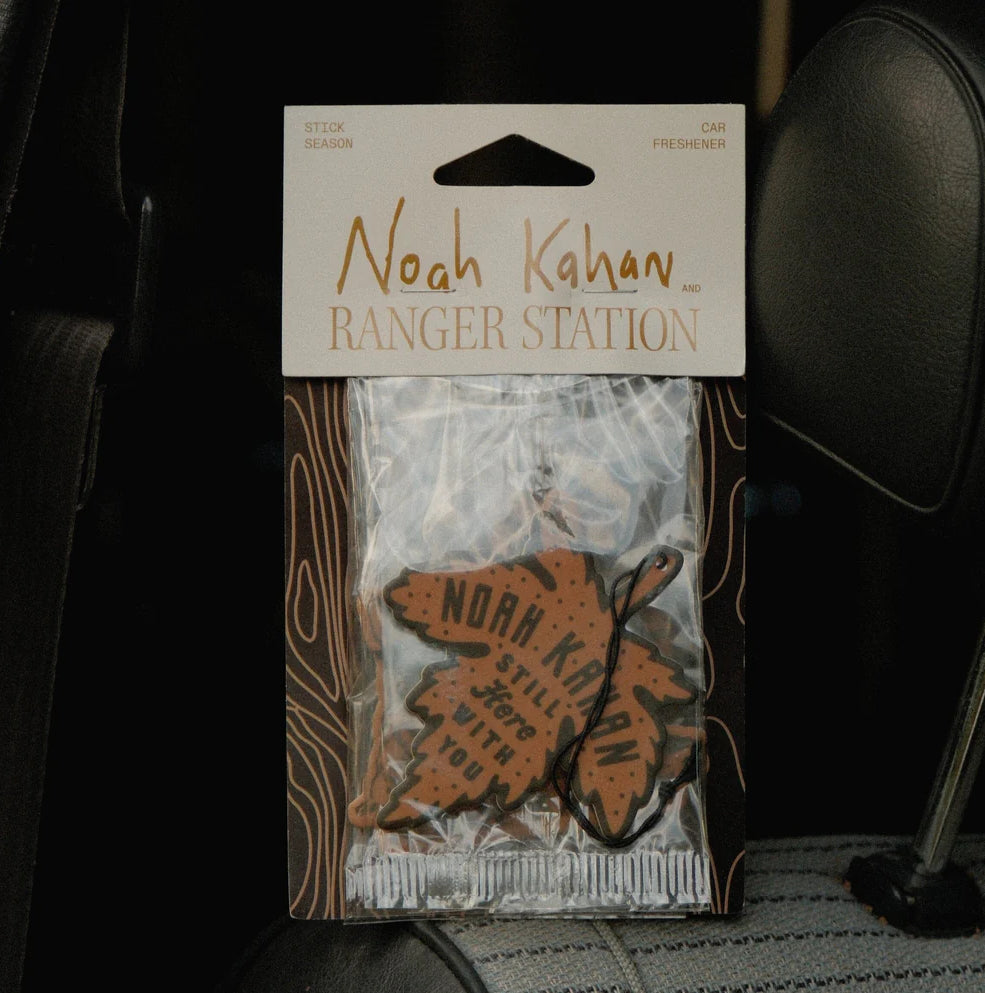 STICK
SEASON
CAR
FRESHENER
Noah Kahan
AND
RANGER STATION
NOAH KAHAN
STILL
Here
WITH
YOU